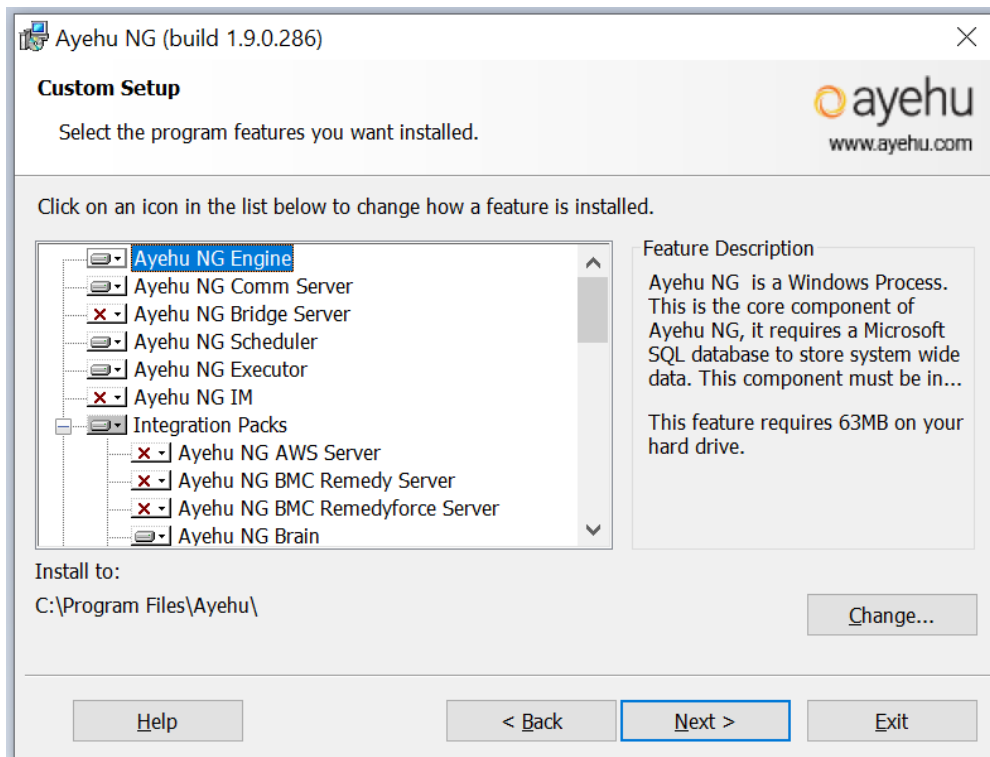 Ayehu NG (build 1.9.0.286)
Custom Setup
Select the program features you want installed.
ayehu
www.ayehu.com
Click on an icon in the list below to change how a feature is installed.
Ayehu NG Engine
Ayehu NG Comm Server
Ayehu NG Bridge Server
Ayehu NG Scheduler
Ayehu NG Executor
Ayehu NG IM
Integration Packs
Ayehu NG AWS Server
Ayehu NG BMC Remedy Server
Ayehu NG BMC Remedyforce Server
Ayehu NG Brain
Feature Description
Ayehu NG  is a Windows Process.
This is the core component of
Ayehu NG, it requires a Microsoft
SQL database to store system wide
data. This component must be in...
This feature requires 63MB on your
hard drive.
Install to:
C:\Program Files\Ayehu\
Change...
Help
< Back
Next >
Exit